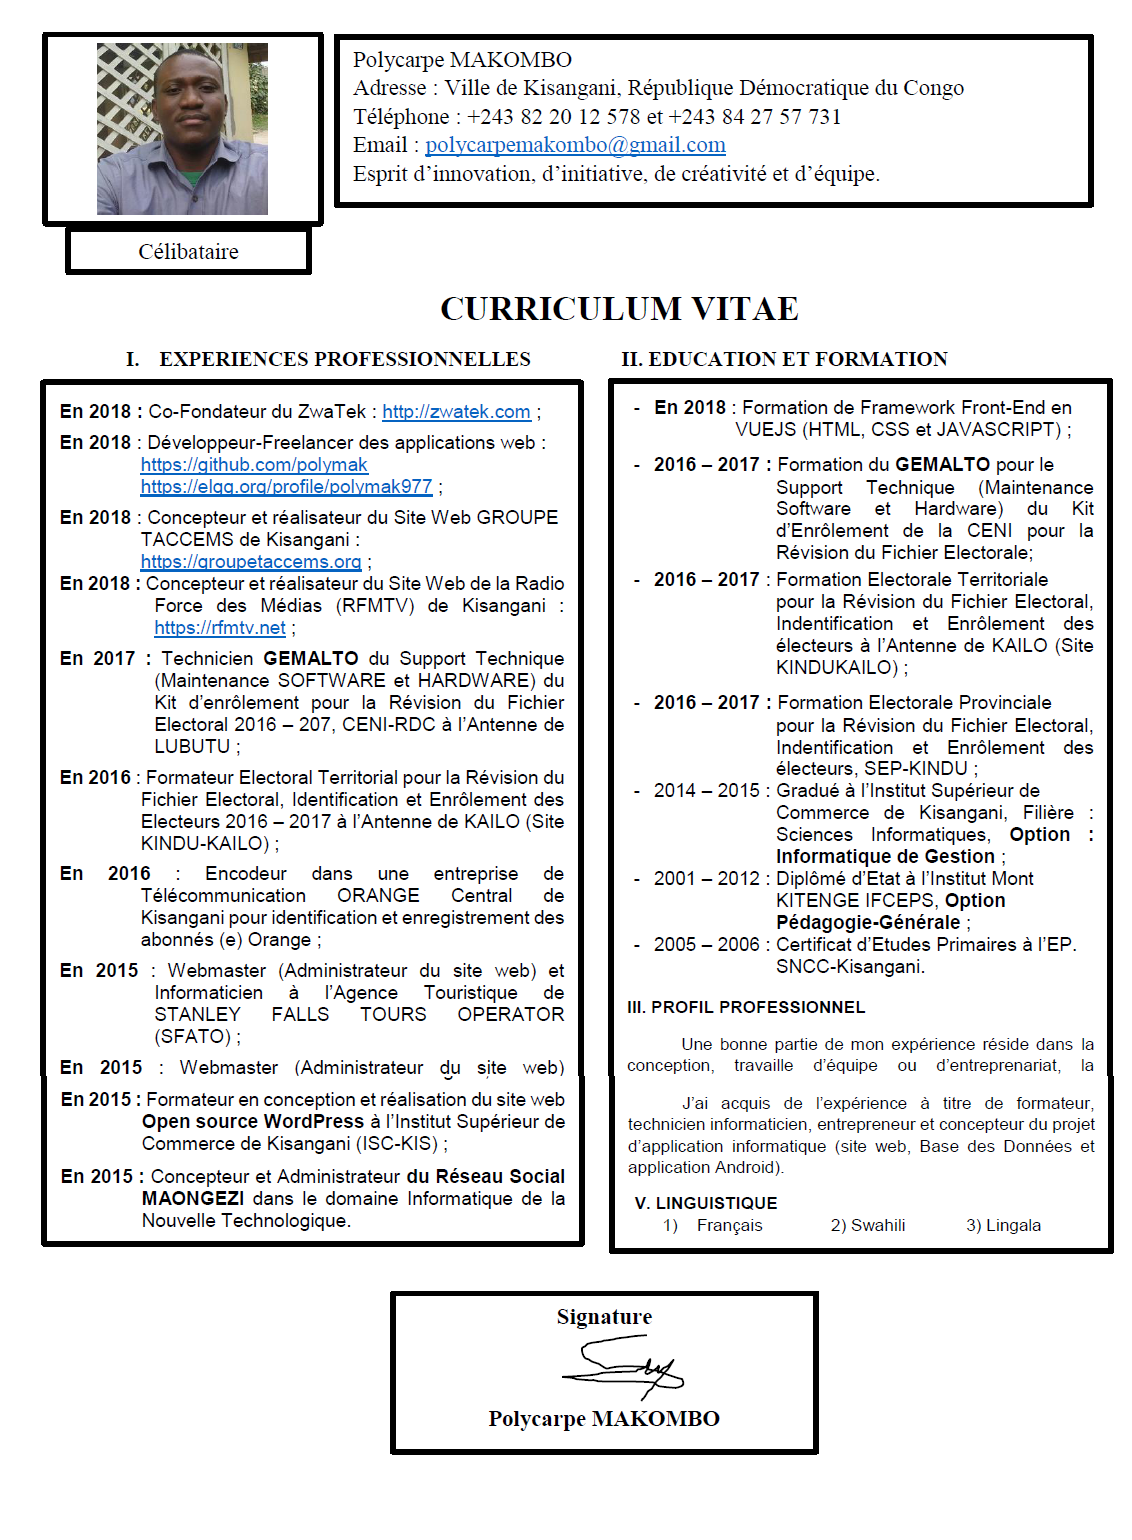 Polycarpe MAKOMBO
Adresse : Ville de Kisangani, République Démocratique du Congo
Téléphone : +243 82 20 12 578 et +243 84 27 57 731
Email : polycarpemakombo@gmail.com
Esprit d’innovation, d’initiative, de créativité et d’équipe.
Célibataire
CURRICULUM VITAE
I. EXPERIENCES PROFESSIONNELLES
En 2018 : Co-Fondateur du ZwaTek : http://zwatek.com ;
En 2018 : Développeur-Freelancer des applications web :
https://github.com/polymak
https://elgg.org/profile/polymak977 ;
En 2018 : Concepteur et réalisateur du Site Web GROUPE
TACCEMS de Kisangani :
https://groupetaccems.org ;
En 2018 : Concepteur et réalisateur du Site Web de la Radio
Force des Médias (RFMTV) de Kisangani :
https://rfmtv.net ;
En 2017 : Technicien GEMALTO du Support Technique
(Maintenance SOFTWARE et HARDWARE) du
Kit d’enrôlement pour la Révision du Fichier
Electoral 2016 – 207, CENI-RDC à l’Antenne de
LUBUTU ;
En 2016 : Formateur Electoral Territorial pour la Révision du
Fichier Electoral, Identification et Enrôlement des
Electeurs 2016 – 2017 à l’Antenne de KAILO (Site
KINDU-KAILO) ;
En 2016 : Encodeur dans une entreprise de
Télécommunication ORANGE Central de
Kisangani pour identification et enregistrement des
abonnés (e) Orange ;
En 2015 : Webmaster (Administrateur du site web) et
Informaticien à l’Agence Touristique de
STANLEY FALLS TOURS OPERATOR
(SFATO) ;
En 2015 : Webmaster (Administrateur du site web)
En 2015 : Formateur en conception et réalisation du site web
Open source WordPress à l’Institut Supérieur de
Commerce de Kisangani (ISC-KIS) ;
En 2015 : Concepteur et Administrateur du Réseau Social
MAONGEZI dans le domaine Informatique de la
Nouvelle Technologique.
II. EDUCATION ET FORMATION
- En 2018 : Formation de Framework Front-End en
VUEJS (HTML, CSS et JAVASCRIPT) ;
- 2016 – 2017 : Formation du GEMALTO pour le
Support Technique (Maintenance
Software et Hardware) du Kit
d’Enrôlement de la CENI pour la
Révision du Fichier Electorale;
- 2016 – 2017 : Formation Electorale Territoriale
pour la Révision du Fichier Electoral,
Indentification et Enrôlement des
électeurs à l’Antenne de KAILO (Site
KINDUKAILO) ;
- 2016 – 2017 : Formation Electorale Provinciale
pour la Révision du Fichier Electoral,
Indentification et Enrôlement des
électeurs, SEP-KINDU ;
- 2014 – 2015 : Gradué à l’Institut Supérieur de
Commerce de Kisangani, Filière :
Sciences Informatiques, Option :
Informatique de Gestion ;
- 2001 – 2012 : Diplômé d’Etat à l’Institut Mont
KITENGE IFCEPS, Option
Pédagogie-Générale ;
- 2005 – 2006 : Certificat d’Etudes Primaires à l’EP.
SNCC-Kisangani.
III. PROFIL PROFESSIONNEL
Une bonne partie de mon expérience réside dans la
conception, travaille d’équipe ou d’entreprenariat, la
J’ai acquis de l’expérience à titre de formateur,
technicien informaticien, entrepreneur et concepteur du projet
d’application informatique (site web, Base des Données et
application Android).
V. LINGUISTIQUE
1) Français 2) Swahili 3) Lingala
Signature
Polycarpe MAKOMBO